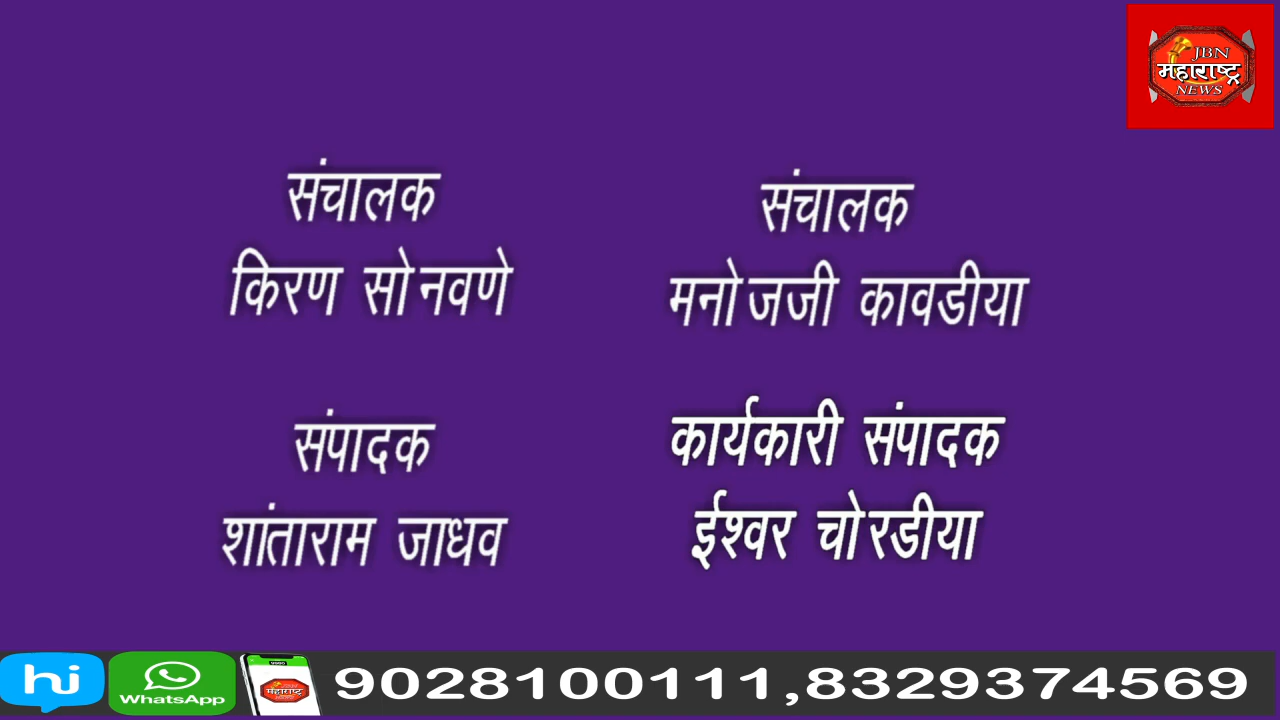 JBN
महाराष्ट्र
NEWS
संचालक
किरण सोनवणे
संचालक
मनोजजी कावडीया
संपादक
शांताराम जाधव
कार्यकारी संपादक
ईश्वर चोरडीया
hi
WhatsApp
महाराष्ट्र
9028100111,8329374569